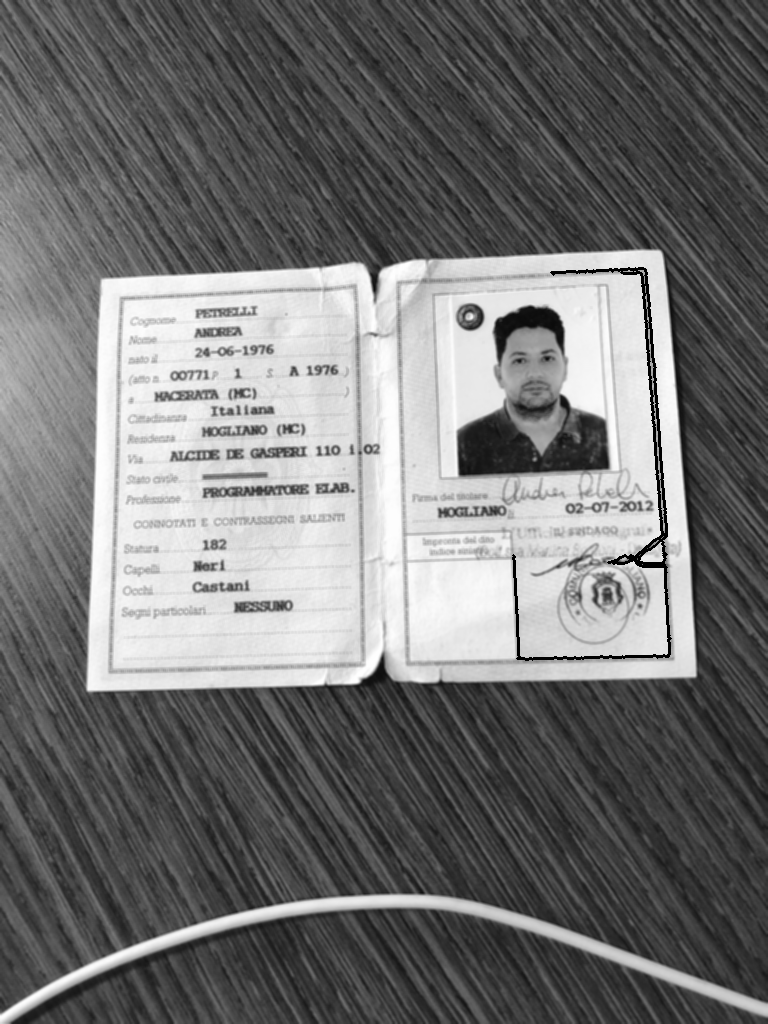 Cognome PETRELLI
Nome ANDREA
nato il 24-06-1976
(atto n. 00771 P. 1 S. A 1976 )
a MACERATA (MC) )
Cittadinanza Italiana
Residenza MOGLIANO (MC)
Via ALCIDE DE GASPERI 110 i.02
Stato civile
Professione PROGRAMMATORE ELAB.
CONNOTATI E CONTRASSEGNI SALIENTI
Statura 182
Capelli Neri
Occhi Castani
Segni particolari NESSUNO
Firma del titolare Andrea
MOGLIANO li 02-07-2012
IL SINDACO
Impronta del dito
indice sinistro